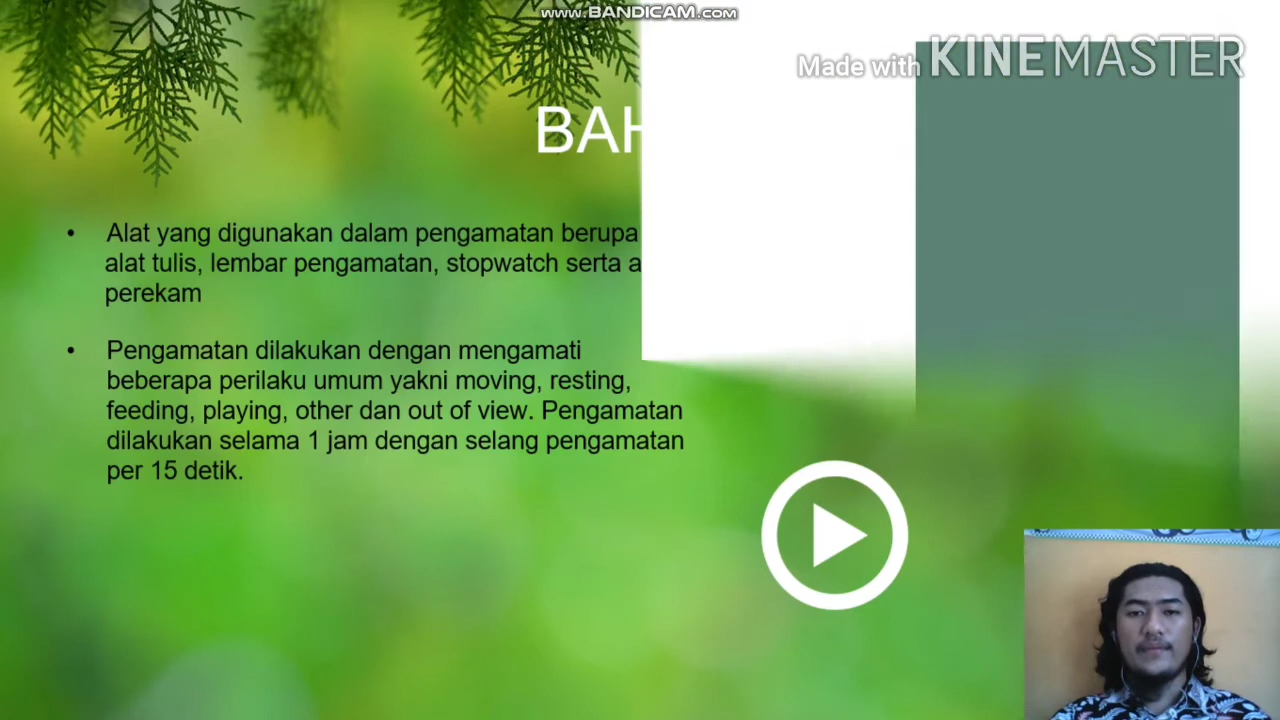 www.BANDICAM.com
Made with KINEMASTER
BAH
• Alat yang digunakan dalam pengamatan berupa
alat tulis, lembar pengamatan, stopwatch serta a
perekam
• Pengamatan dilakukan dengan mengamati
beberapa perilaku umum yakni moving, resting,
feeding, playing, other dan out of view. Pengamatan
dilakukan selama 1 jam dengan selang pengamatan
per 15 detik.